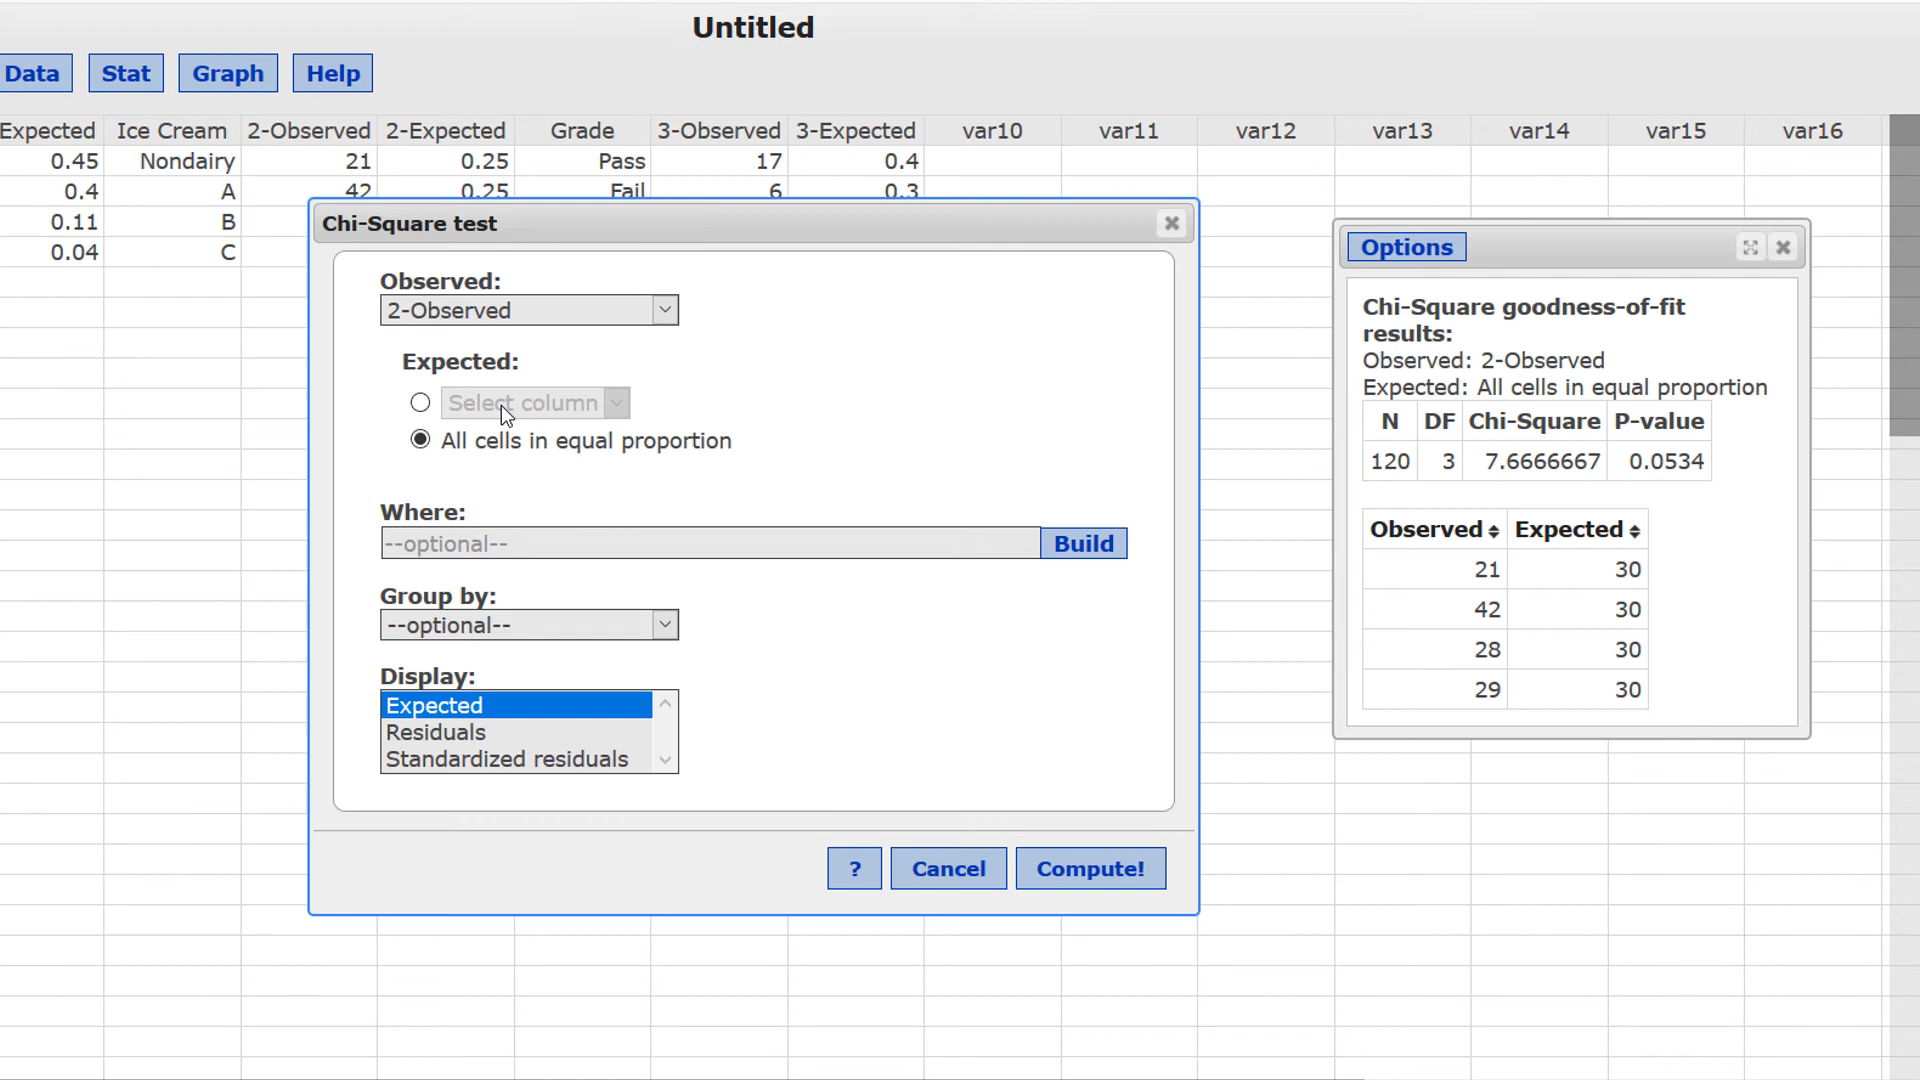 Untitled
Data Stat Graph Help
Expected Ice Cream 2-Observed 2-Expected Grade 3-Observed 3-Expected var10 var11 var12 var13 var14 var15 var16
0.45 Nondairy 21 0.25 Pass 17 0.4
0.4 A 42 0.25 Fail 6 0.3
0.11 B
0.04 C
Chi-Square test
Observed:
2-Observed
Expected:
Select column
All cells in equal proportion
Where:
--optional-- Build
Group by:
--optional--
Display:
Expected
Residuals
Standardized residuals
? Cancel Compute!
Options
Chi-Square goodness-of-fit
results:
Observed: 2-Observed
Expected: All cells in equal proportion
N DF Chi-Square P-value
120 3 7.6666667 0.0534
Observed Expected
21 30
42 30
28 30
29 30